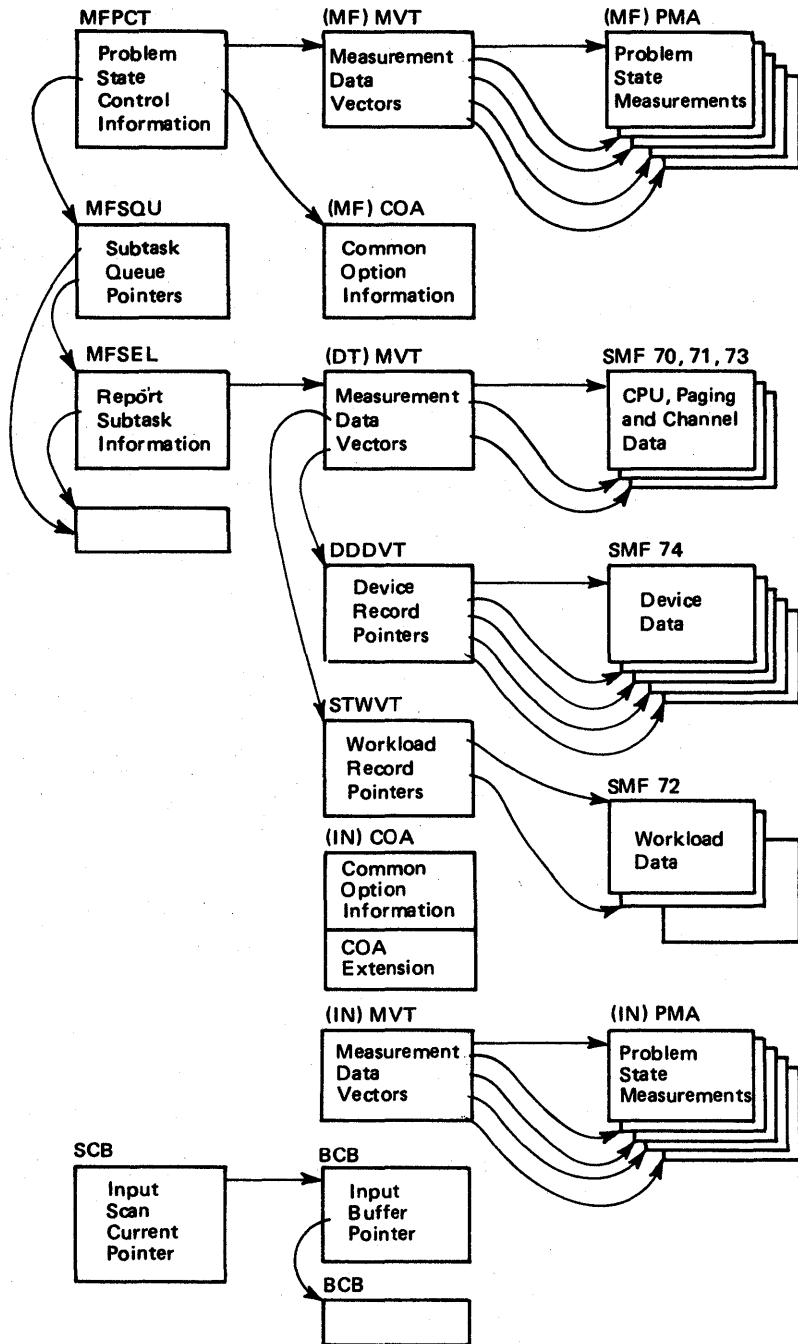 MFPCT
Problem
State
Control
Information
(MF) MVT
Measurement
Data
Vectors
(MF) PMA
Problem
State
Measurements
MFSQU
Subtask
Queue
Pointers
(MF) COA
Common
Option
Information
MFSEL
Report
Subtask
Information
(DT) MVT
Measurement
Data
Vectors
SMF 70, 71, 73
CPU, Paging
and Channel
Data
DDDVT
Device
Record
Pointers
SMF 74
Device
Data
STWVT
Workload
Record
Pointers
SMF 72
Workload
Data
(IN) COA
Common
Option
Information
COA
Extension
(IN) MVT
Measurement
Data
Vectors
(IN) PMA
Problem
State
Measurements
SCB
Input
Scan
Current
Pointer
BCB
Input
Buffer
Pointer
BCB